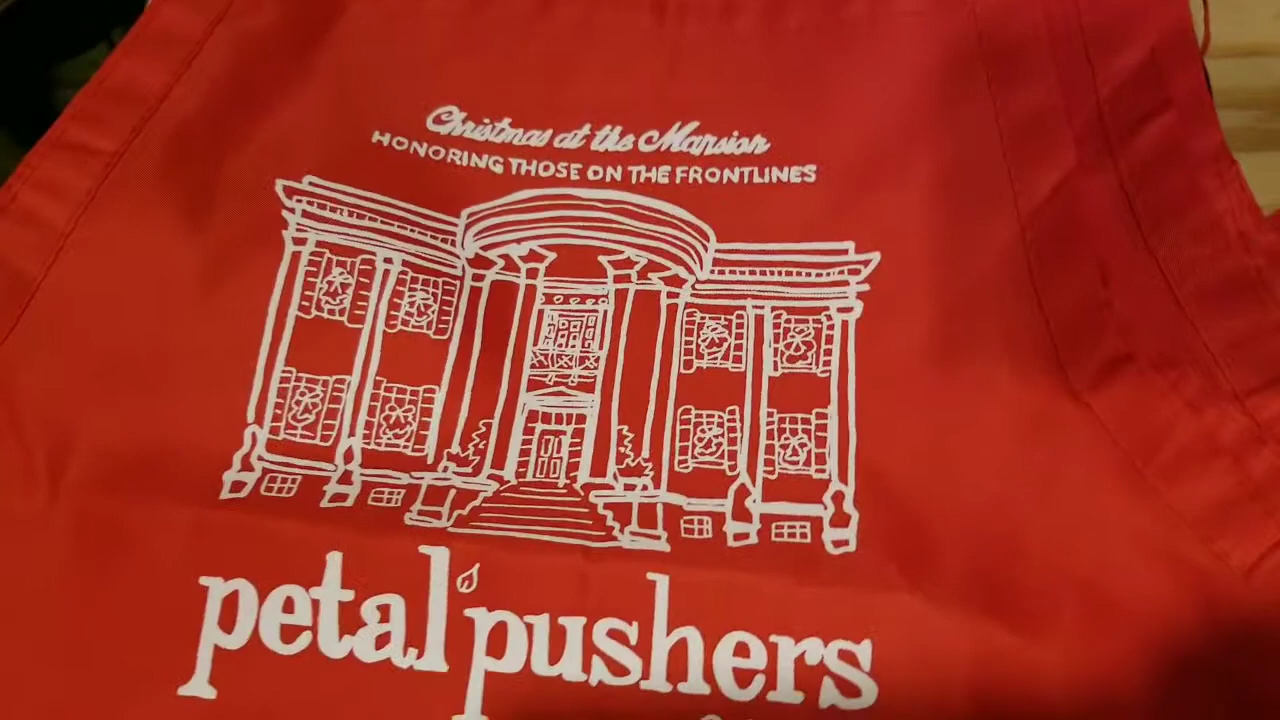 Christmas at the Mansion
HONORING THOSE ON THE FRONTLINES
petal pushers